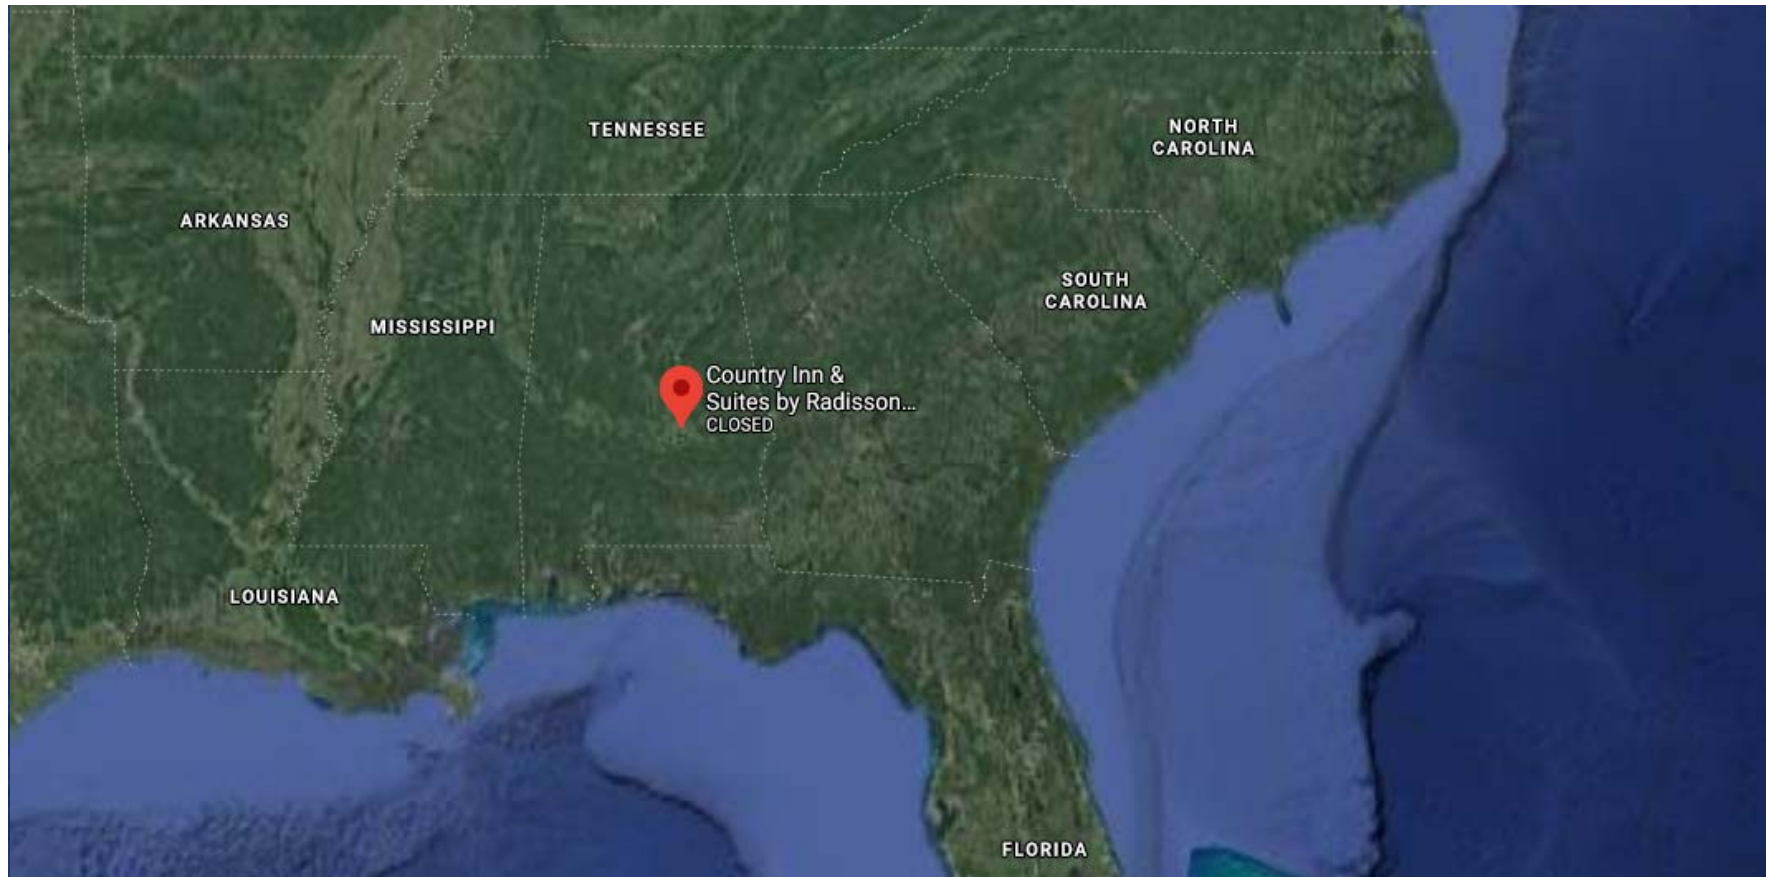 TENNESSEE
NORTH
CAROLINA
ARKANSAS
SOUTH
CAROLINA
MISSISSIPPI
Country Inn &
Suites by Radisson...
CLOSED
LOUISIANA
FLORIDA